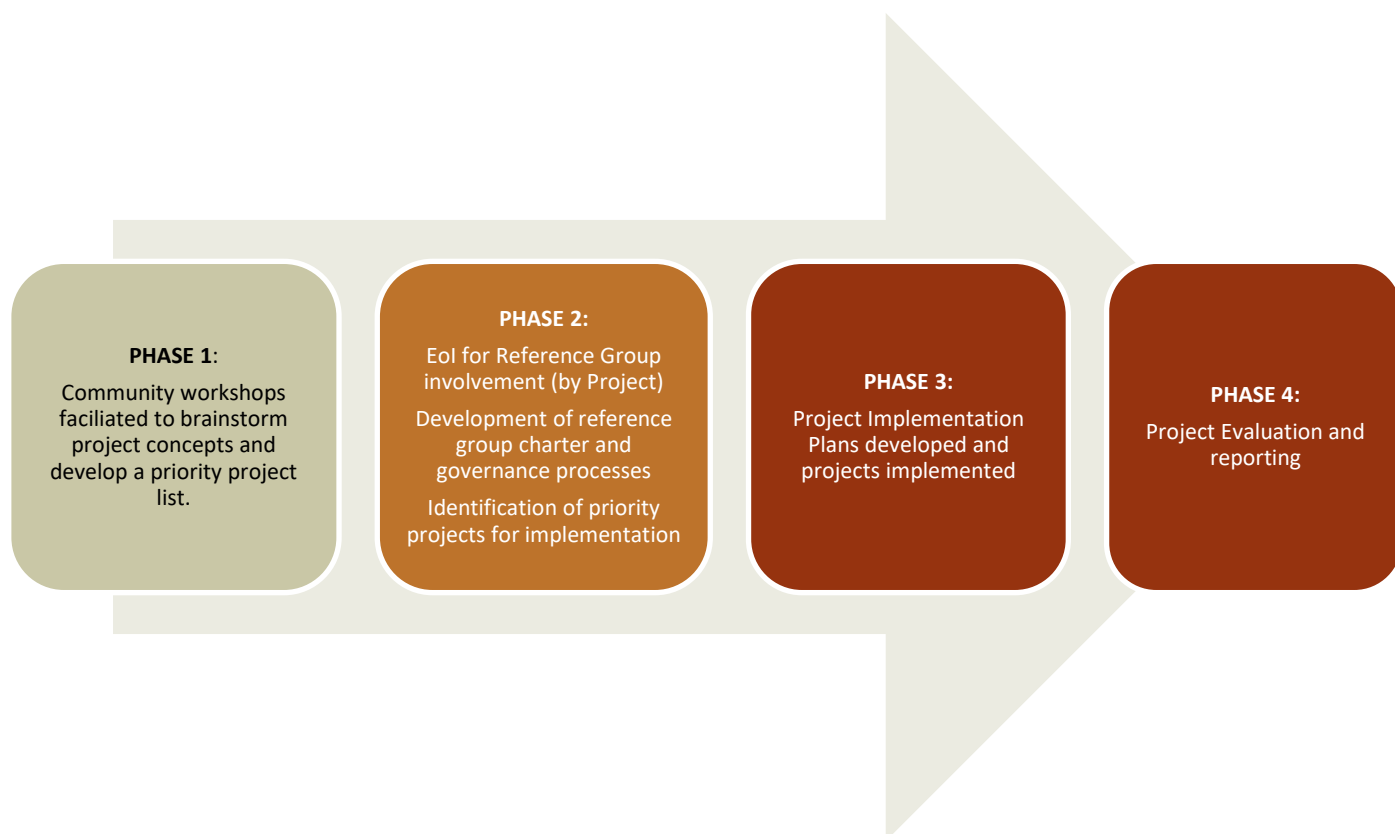 PHASE 1:
Community workshops
faciliated to brainstorm
project concepts and
develop a priority project
list.
PHASE 2:
EoI for Reference Group
involvement (by Project)
Development of reference
group charter and
governance processes
Identification of priority
projects for implementation
PHASE 3:
Project Implementation
Plans developed and
projects implemented
PHASE 4:
Project Evaluation and
reporting